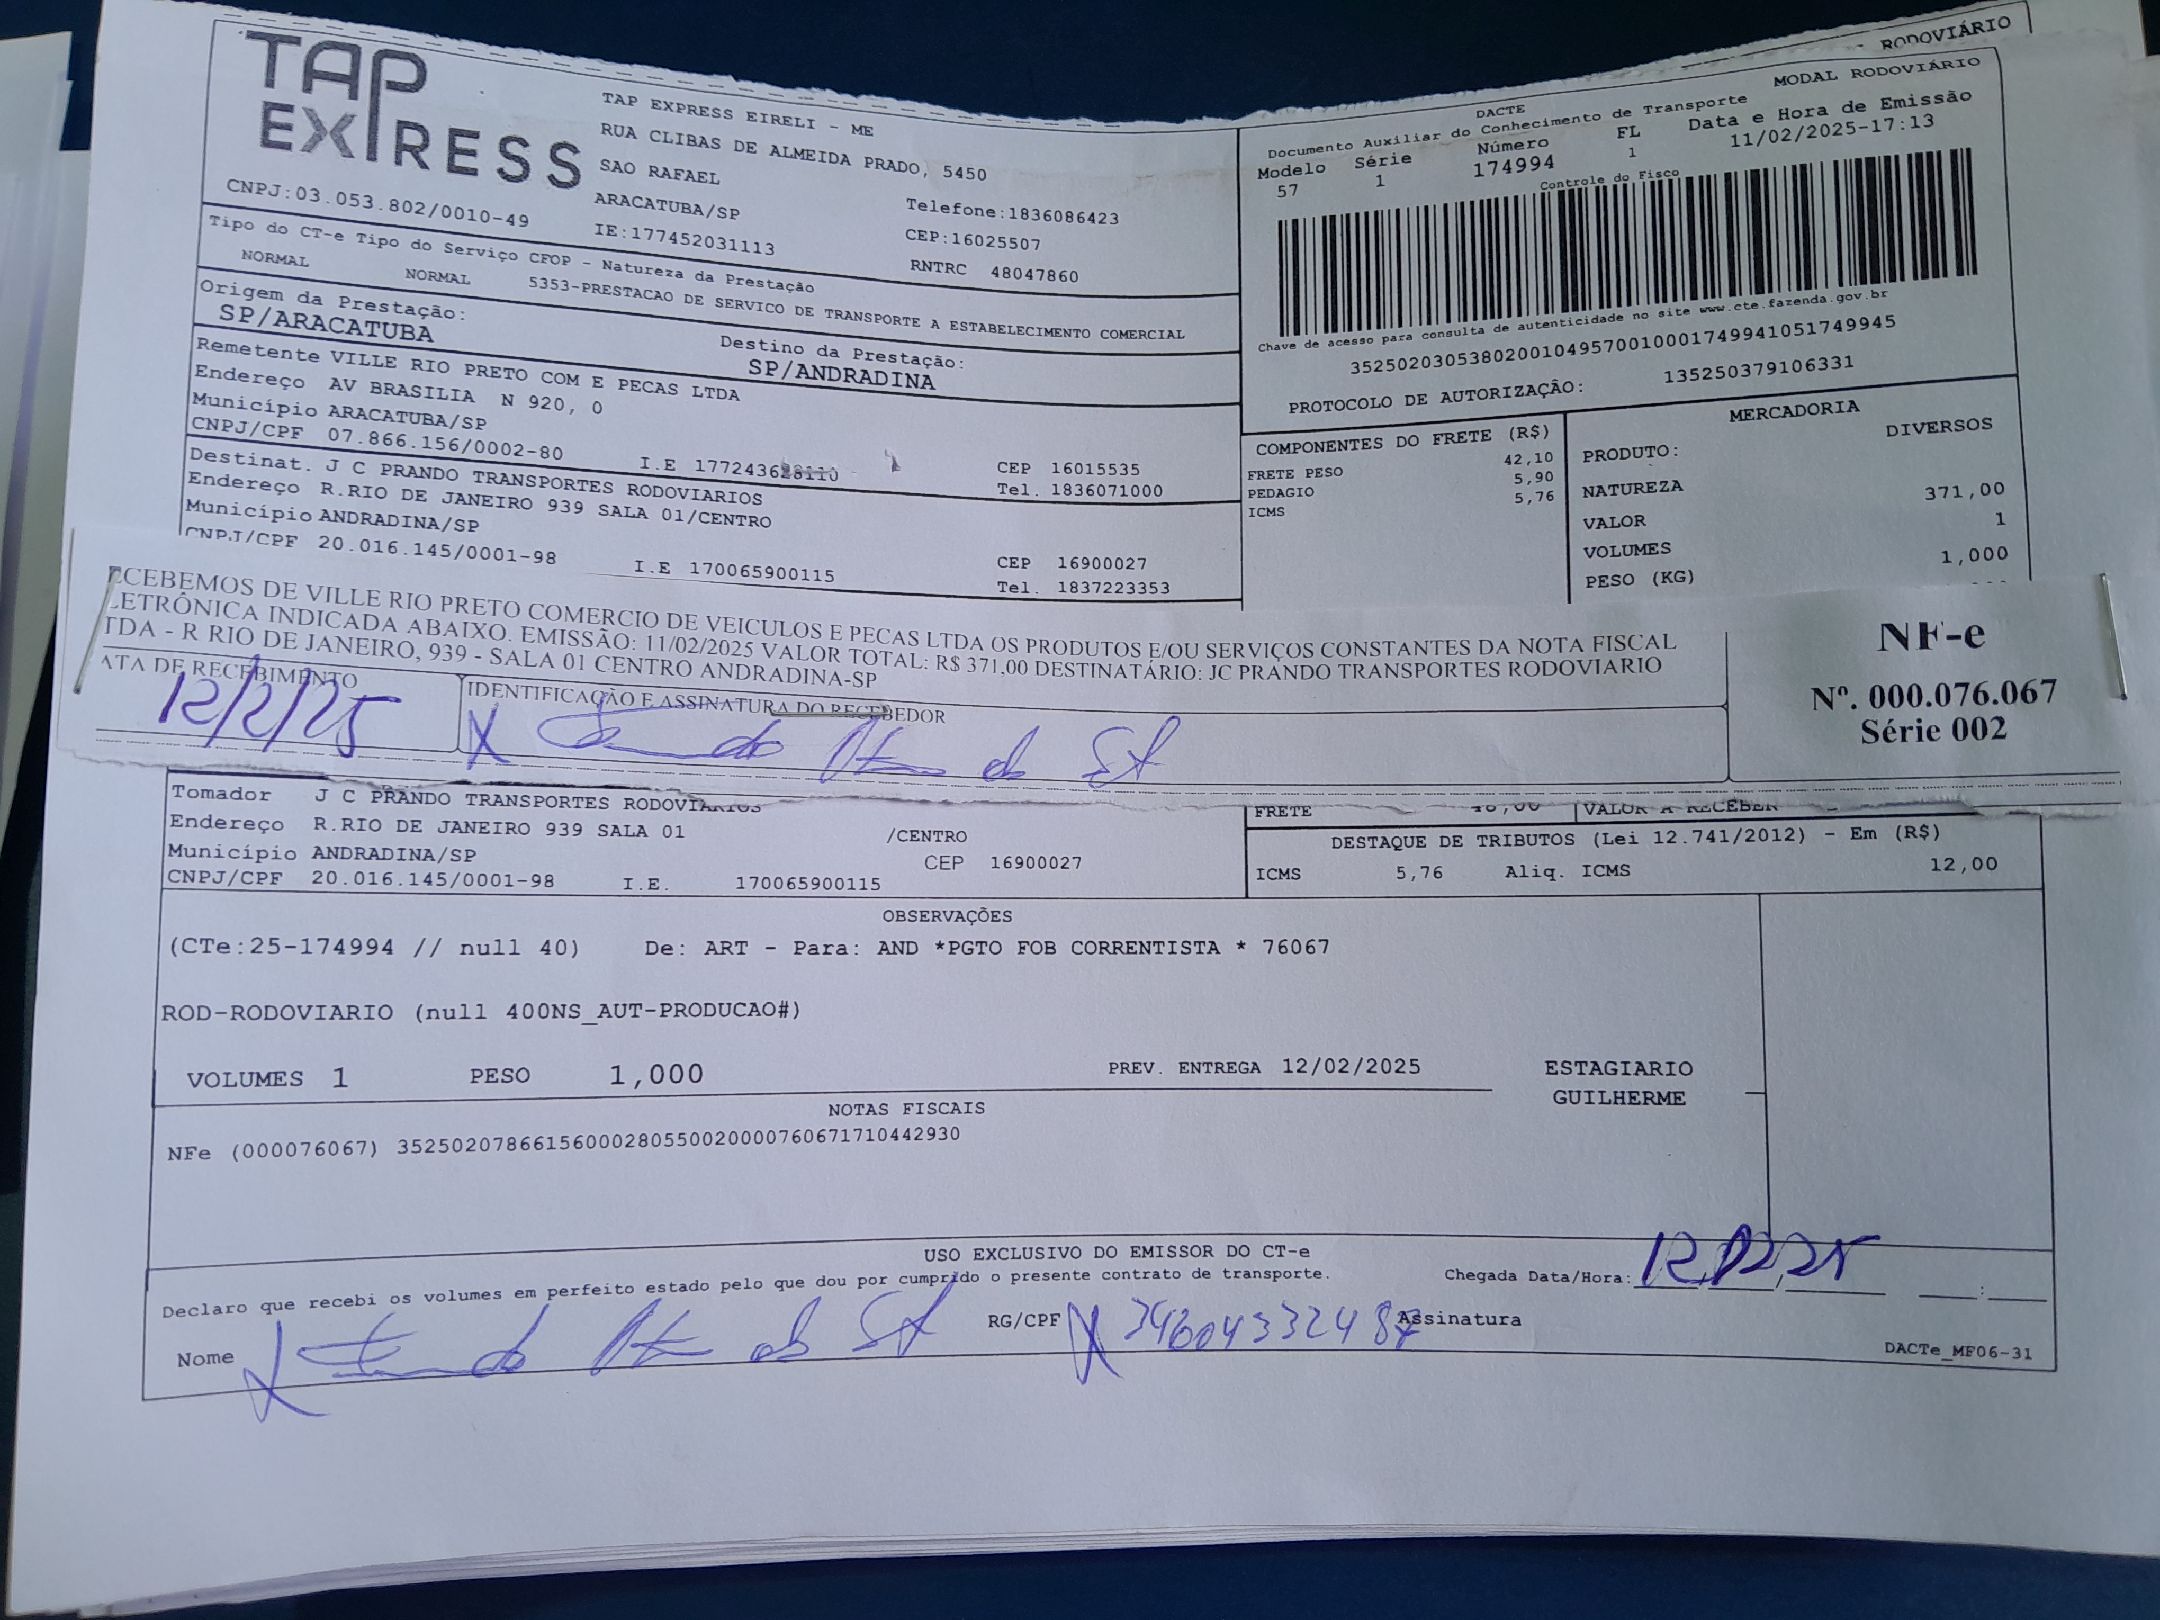 RODOVIÁRIO
TAP
EXPRESS
TAP EXPRESS EIRELI - ME
RUA CLIBAS DE ALMEIDA PRADO, 5450
SAO RAFAEL
ARACATUBA/SP
Telefone:1836086423
CNPJ:03.053.802/0010-49
IE:177452031113
CEP:16025507
RNTRC 48047860
MODAL RODOVIÁRIO
DACTE
Documento Auxiliar do Conhecimento de Transporte
Modelo Série Número FL Data e Hora de Emissão
57 1 174994 1 11/02/2025-17:13
Controle do Fisco
Chave de acesso para consulta de autenticidade no site www.cte.fazenda.gov.br
35250203053802001049570010001749941051749945
PROTOCOLO DE AUTORIZAÇÃO: 135250379106331
Tipo do CT-e Tipo do Serviço CFOP - Natureza da Prestação
NORMAL NORMAL 5353-PRESTACAO DE SERVICO DE TRANSPORTE A ESTABELECIMENTO COMERCIAL
Origem da Prestação: Destino da Prestação:
SP/ARACATUBA SP/ANDRADINA
Remetente VILLE RIO PRETO COM E PECAS LTDA
Endereço AV BRASILIA N 920, 0
Município ARACATUBA/SP CEP 16015535
CNPJ/CPF 07.866.156/0002-80 I.E 177243628110 Tel. 1836071000
Destinat. J C PRANDO TRANSPORTES RODOVIARIOS
Endereço R.RIO DE JANEIRO 939 SALA 01/CENTRO
Município ANDRADINA/SP CEP 16900027
CNPJ/CPF 20.016.145/0001-98 I.E 170065900115 Tel. 1837223353
COMPONENTES DO FRETE (R$)
FRETE PESO 42,10
PEDAGIO 5,90
ICMS 5,76
MERCADORIA
PRODUTO: DIVERSOS
NATUREZA
VALOR 371,00
VOLUMES 1
PESO (KG) 1,000
ECEBEMOS DE VILLE RIO PRETO COMERCIO DE VEICULOS E PECAS LTDA OS PRODUTOS E/OU SERVIÇOS CONSTANTES DA NOTA FISCAL
LETRÔNICA INDICADA ABAIXO. EMISSÃO: 11/02/2025 VALOR TOTAL: R$ 371,00 DESTINATÁRIO: JC PRANDO TRANSPORTES RODOVIARIO
TDA - R RIO DE JANEIRO, 939 - SALA 01 CENTRO ANDRADINA-SP
ATA DE RECEBIMENTO IDENTIFICAÇÃO E ASSINATURA DO RECEBEDOR
12/2/25 X
NF-e
Nº. 000.076.067
Série 002
Tomador J C PRANDO TRANSPORTES RODOVIARIOS
Endereço R.RIO DE JANEIRO 939 SALA 01 /CENTRO
Município ANDRADINA/SP CEP 16900027
CNPJ/CPF 20.016.145/0001-98 I.E. 170065900115
FRETE 48,00 VALOR A RECEBER
DESTAQUE DE TRIBUTOS (Lei 12.741/2012) - Em (R$)
ICMS 5,76 Aliq. ICMS 12,00
OBSERVAÇÕES
(CTe:25-174994 // null 40) De: ART - Para: AND *PGTO FOB CORRENTISTA * 76067
ROD-RODOVIARIO (null 400NS_AUT-PRODUCAO#)
VOLUMES 1 PESO 1,000 PREV. ENTREGA 12/02/2025 ESTAGIARIO
GUILHERME
NOTAS FISCAIS
NFe (000076067) 35250207866156000280550020000760671710442930
USO EXCLUSIVO DO EMISSOR DO CT-e
Declaro que recebi os volumes em perfeito estado pelo que dou por cumprido o presente contrato de transporte. Chegada Data/Hora: 12,02,25 :
Nome X RG/CPF X Assinatura
DACTe_MF06-31